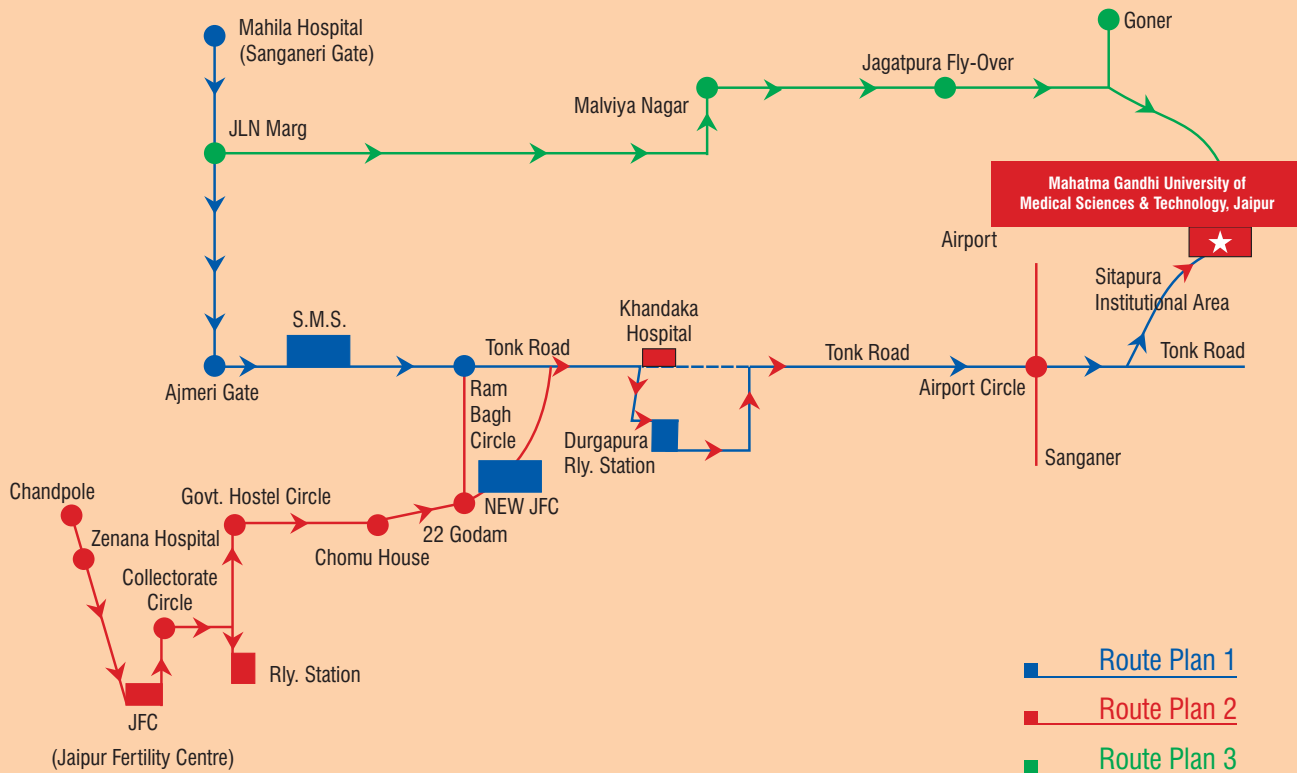 Mahila Hospital
(Sanganeri Gate)
Goner
Jagatpura Fly-Over
Malviya Nagar
JLN Marg
Mahatma Gandhi University of
Medical Sciences & Technology, Jaipur
Airport
Sitapura
Institutional Area
S.M.S.
Khandaka
Hospital
Tonk Road
Tonk Road
Tonk Road
Ajmeri Gate
Ram
Bagh
Circle
Airport Circle
Durgapura
Rly. Station
Sanganer
Chandpole
Govt. Hostel Circle
NEW JFC
22 Godam
Zenana Hospital
Chomu House
Collectorate
Circle
Rly. Station
JFC
(Jaipur Fertility Centre)
Route Plan 1
Route Plan 2
Route Plan 3